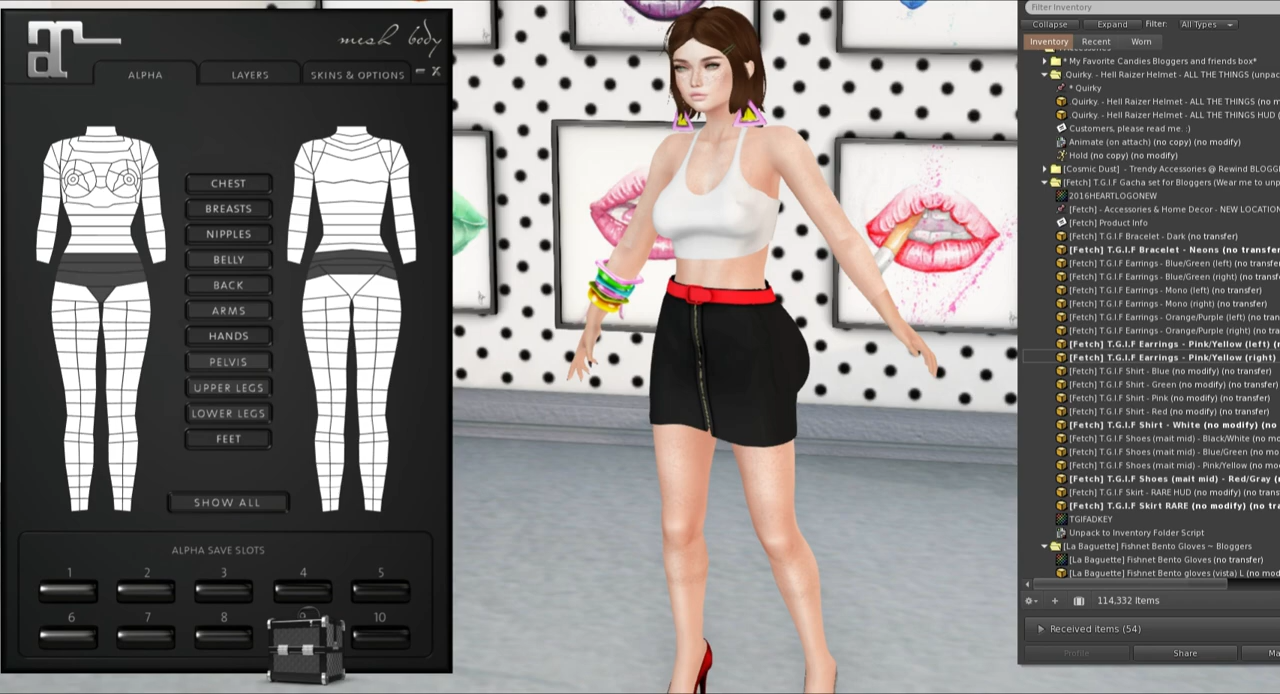 mesh body
ALPHA
LAYERS
SKINS & OPTIONS
– X
CHEST
BREASTS
NIPPLES
BELLY
BACK
ARMS
HANDS
PELVIS
UPPER LEGS
LOWER LEGS
FEET
SHOW ALL
ALPHA SAVE SLOTS
1 2 3 4 5
6 7 8 10
Filter Inventory
Collapse Expand Filter: All Types
Inventory Recent Worn
* My Favorite Candies Bloggers and friends box*
.Quirky. - Hell Raizer Helmet - ALL THE THINGS (unpac
* Quirky
.Quirky. - Hell Raizer Helmet - ALL THE THINGS (no m
.Quirky. - Hell Raizer Helmet - ALL THE THINGS HUD (
Customers, please read me. :)
Animate (on attach) (no copy) (no modify)
Hold (no copy) (no modify)
[Cosmic Dust] - Trendy Accessories @ Rewind BLOGG
[Fetch] T.G.I.F Gacha set for Bloggers (Wear me to unp
2016HEARTLOGONEW
[Fetch] - Accessories & Home Decor - NEW LOCATION
[Fetch] Product Info
[Fetch] T.G.I.F Bracelet - Dark (no transfer)
[Fetch] T.G.I.F Bracelet - Neons (no transfer
[Fetch] T.G.I.F Earrings - Blue/Green (left) (no transfer
[Fetch] T.G.I.F Earrings - Blue/Green (right) (no transf
[Fetch] T.G.I.F Earrings - Mono (left) (no transfer)
[Fetch] T.G.I.F Earrings - Mono (right) (no transfer)
[Fetch] T.G.I.F Earrings - Orange/Purple (left) (no trans
[Fetch] T.G.I.F Earrings - Orange/Purple (right) (no tran
[Fetch] T.G.I.F Earrings - Pink/Yellow (left) (n
[Fetch] T.G.I.F Earrings - Pink/Yellow (right)
[Fetch] T.G.I.F Shirt - Blue (no modify) (no transfer)
[Fetch] T.G.I.F Shirt - Green (no modify) (no transfer)
[Fetch] T.G.I.F Shirt - Pink (no modify) (no transfer)
[Fetch] T.G.I.F Shirt - Red (no modify) (no transfer)
[Fetch] T.G.I.F Shirt - White (no modify) (no
[Fetch] T.G.I.F Shoes (mait mid) - Black/White (no mo
[Fetch] T.G.I.F Shoes (mait mid) - Blue/Green (no mo
[Fetch] T.G.I.F Shoes (mait mid) - Pink/Yellow (no mo
[Fetch] T.G.I.F Shoes (mait mid) - Red/Gray (
[Fetch] T.G.I.F Skirt - RARE HUD (no modify) (no trans
[Fetch] T.G.I.F Skirt RARE (no modify) (no tra
TGIFADKEY
Unpack to Inventory Folder Script
[La Baguette] Fishnet Bento Gloves ~ Bloggers
[La Baguette] Fishnet Bento Gloves (no transfer)
[La Baguette] Fishnet Bento gloves (vista) L (no mod
114,332 Items
Received items (54)
Profile Share Ma